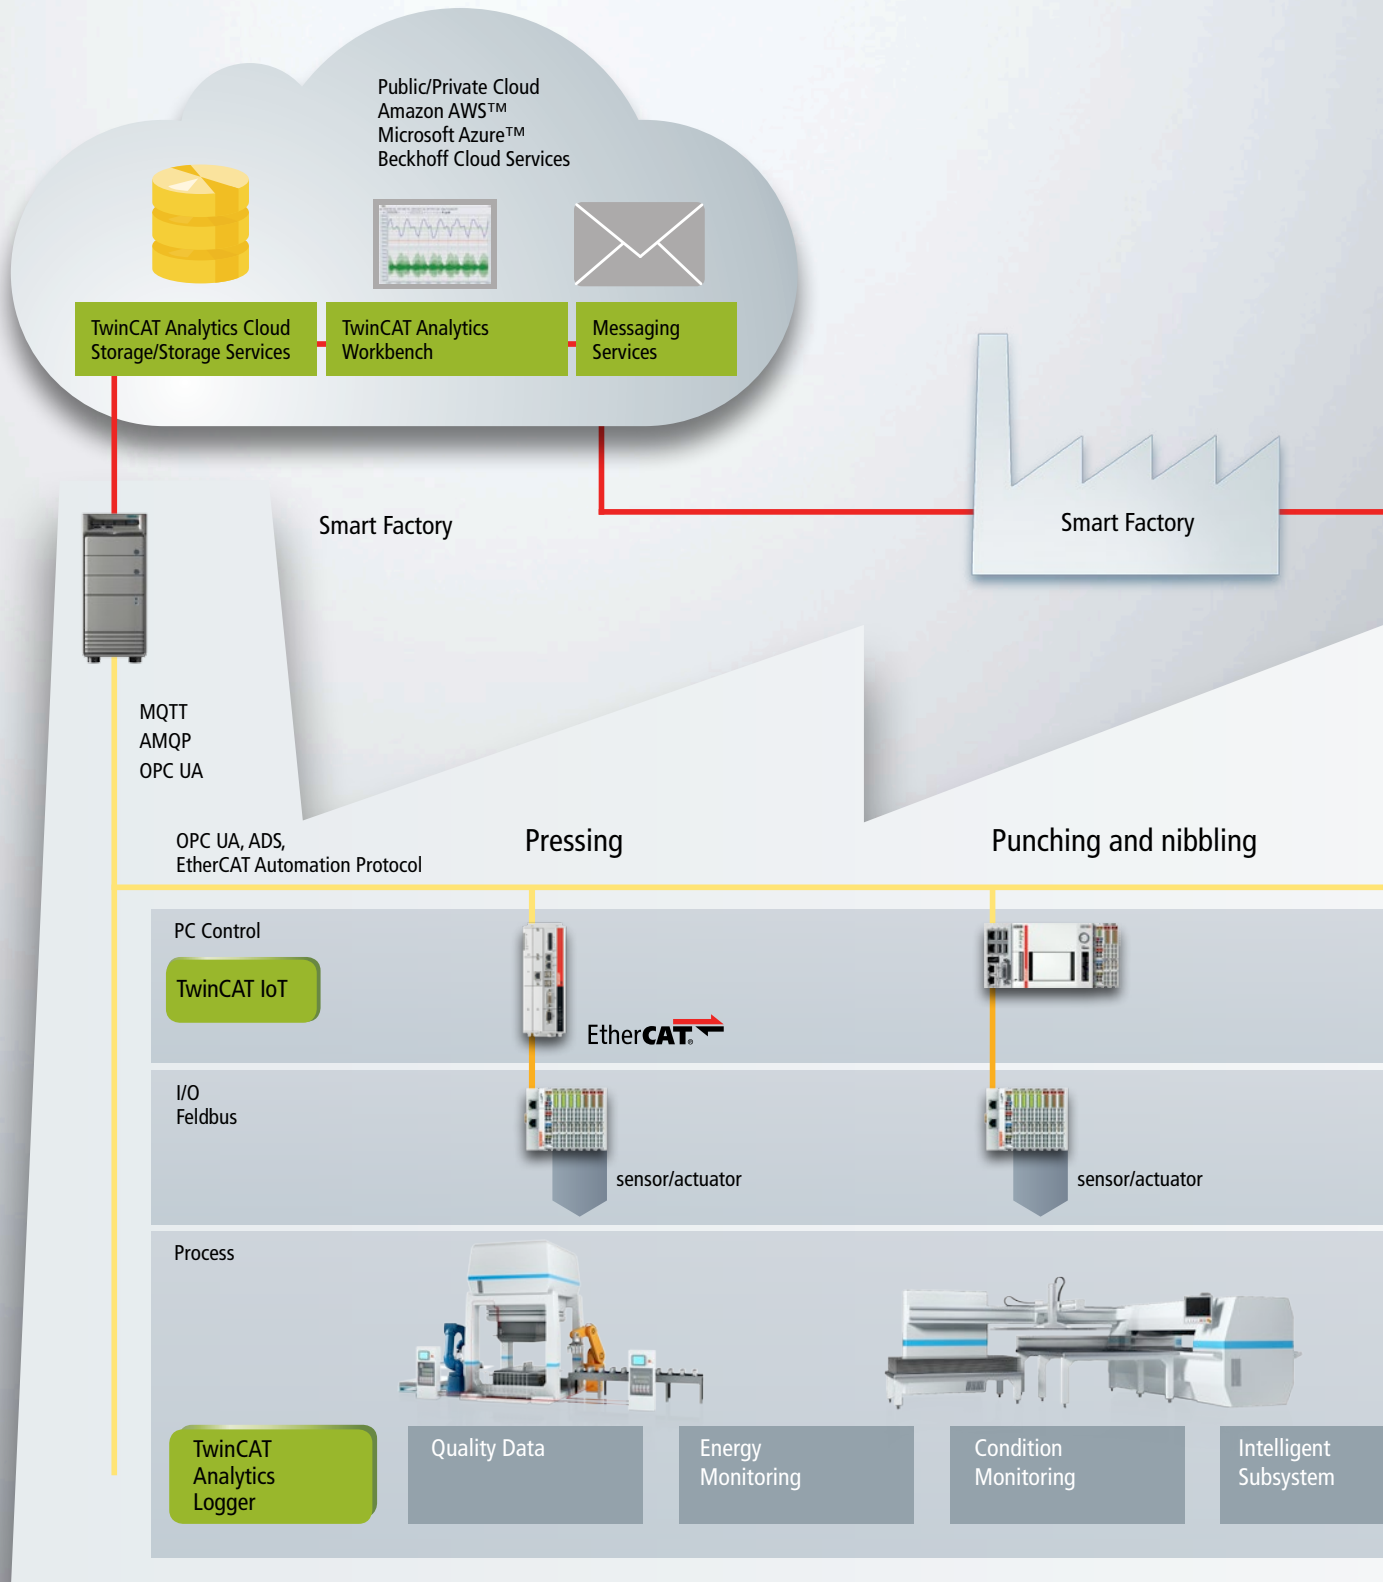 Public/Private Cloud
Amazon AWS™
Microsoft Azure™
Beckhoff Cloud Services
TwinCAT Analytics Cloud
Storage/Storage Services
TwinCAT Analytics
Workbench
Messaging
Services
Smart Factory
Smart Factory
MQTT
AMQP
OPC UA
OPC UA, ADS,
EtherCAT Automation Protocol
Pressing
Punching and nibbling
PC Control
TwinCAT IoT
EtherCAT®
I/O
Feldbus
sensor/actuator
sensor/actuator
Process
TwinCAT
Analytics
Logger
Quality Data
Energy
Monitoring
Condition
Monitoring
Intelligent
Subsystem